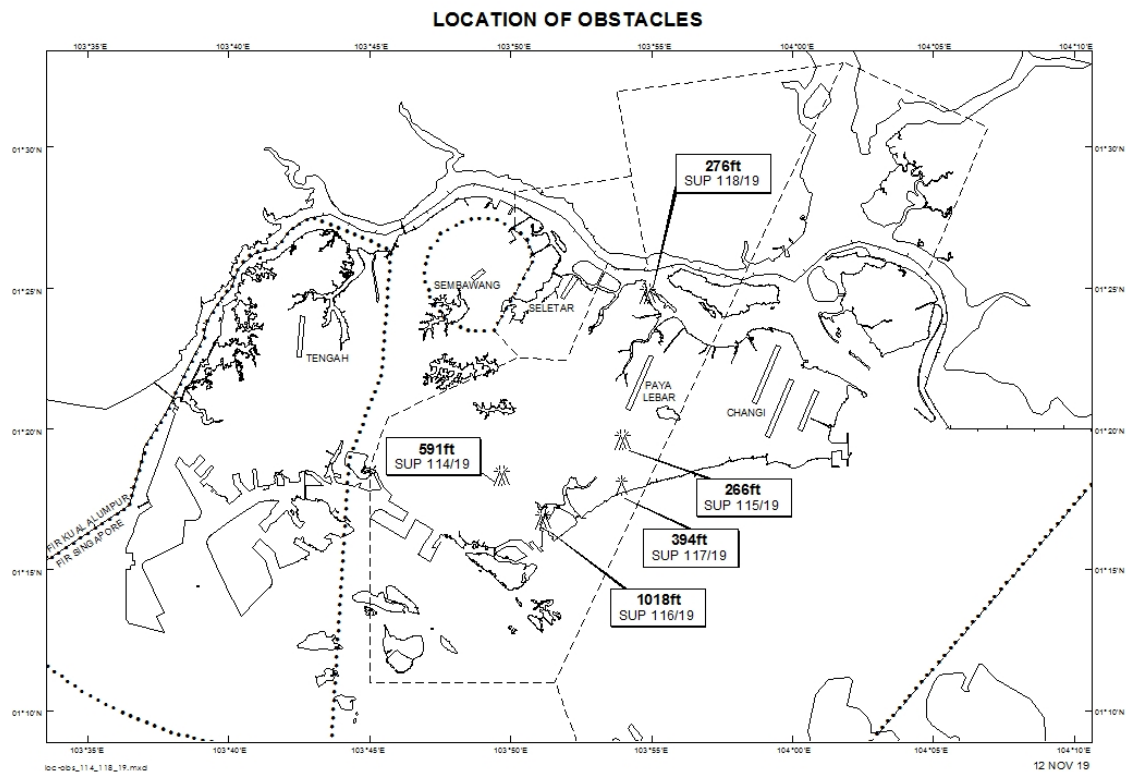 LOCATION OF OBSTACLES
103°35'E
103°40'E
103°45'E
103°50'E
103°55'E
104°00'E
104°05'E
104°10'E
01°30'N
01°30'N
276ft
SUP 118/19
01°25'N
SEMBAWANG
01°25'N
SELETAR
TENGAH
PAYA
LEBAR
CHANGI
01°20'N
01°20'N
591ft
SUP 114/19
266ft
SUP 115/19
FIR KUALALUMPUR
FIR SINGAPORE
394ft
SUP 117/19
01°15'N
01°15'N
1018ft
SUP 116/19
01°10'N
01°10'N
103°35'E
103°40'E
103°45'E
103°50'E
103°55'E
104°00'E
104°05'E
104°10'E
loc-obs_114_118_19.mxd
12 NOV 19